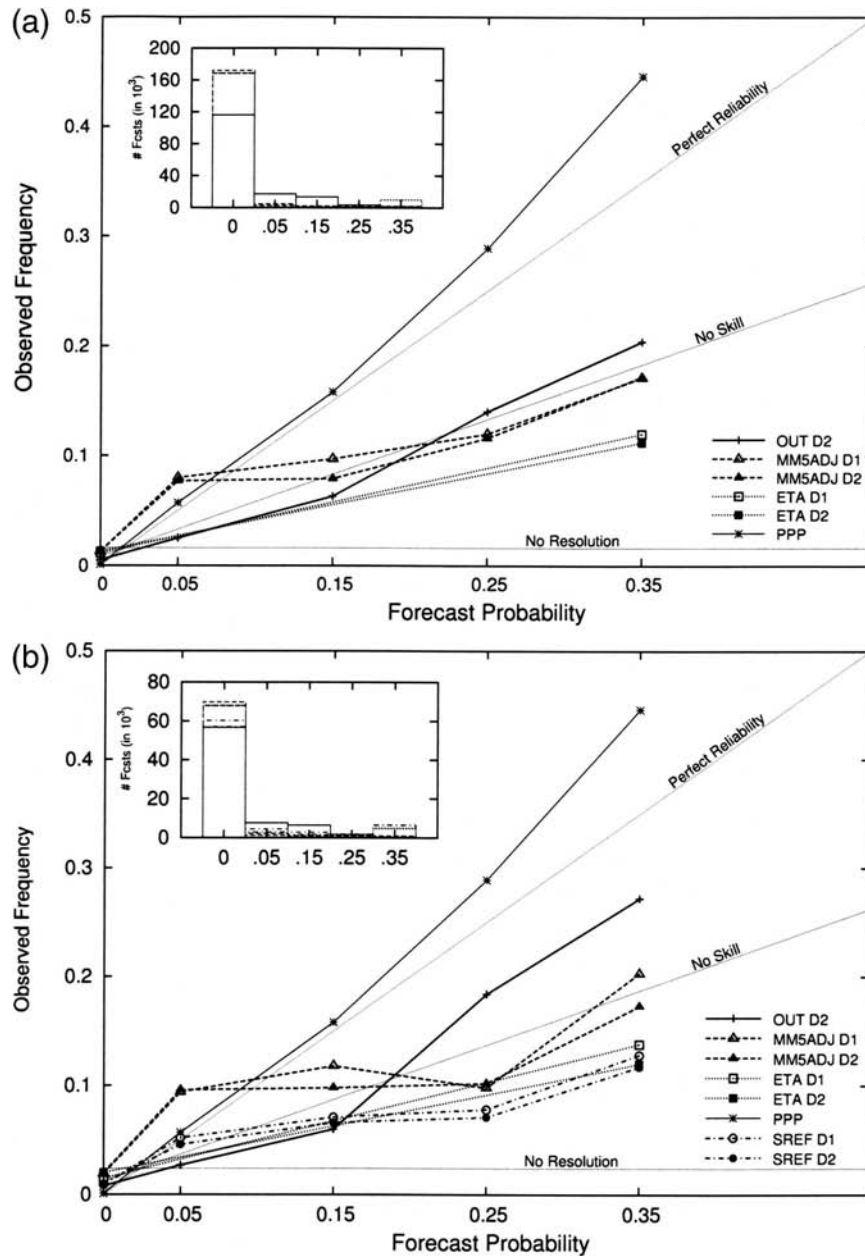 (a)
0.5
0.4
0.3
0.2
0.1
0
Observed Frequency
200
160
120
80
40
0
# Fcsts (in 10³)
0 .05 .15 .25 .35
Perfect Reliability
No Skill
No Resolution
OUT D2
MM5ADJ D1
MM5ADJ D2
ETA D1
ETA D2
PPP
0 0.05 0.15 0.25 0.35
Forecast Probability
(b)
0.5
0.4
0.3
0.2
0.1
0
Observed Frequency
80
60
40
20
0
# Fcsts (in 10³)
0 .05 .15 .25 .35
Perfect Reliability
No Skill
No Resolution
OUT D2
MM5ADJ D1
MM5ADJ D2
ETA D1
ETA D2
PPP
SREF D1
SREF D2
0 0.05 0.15 0.25 0.35
Forecast Probability